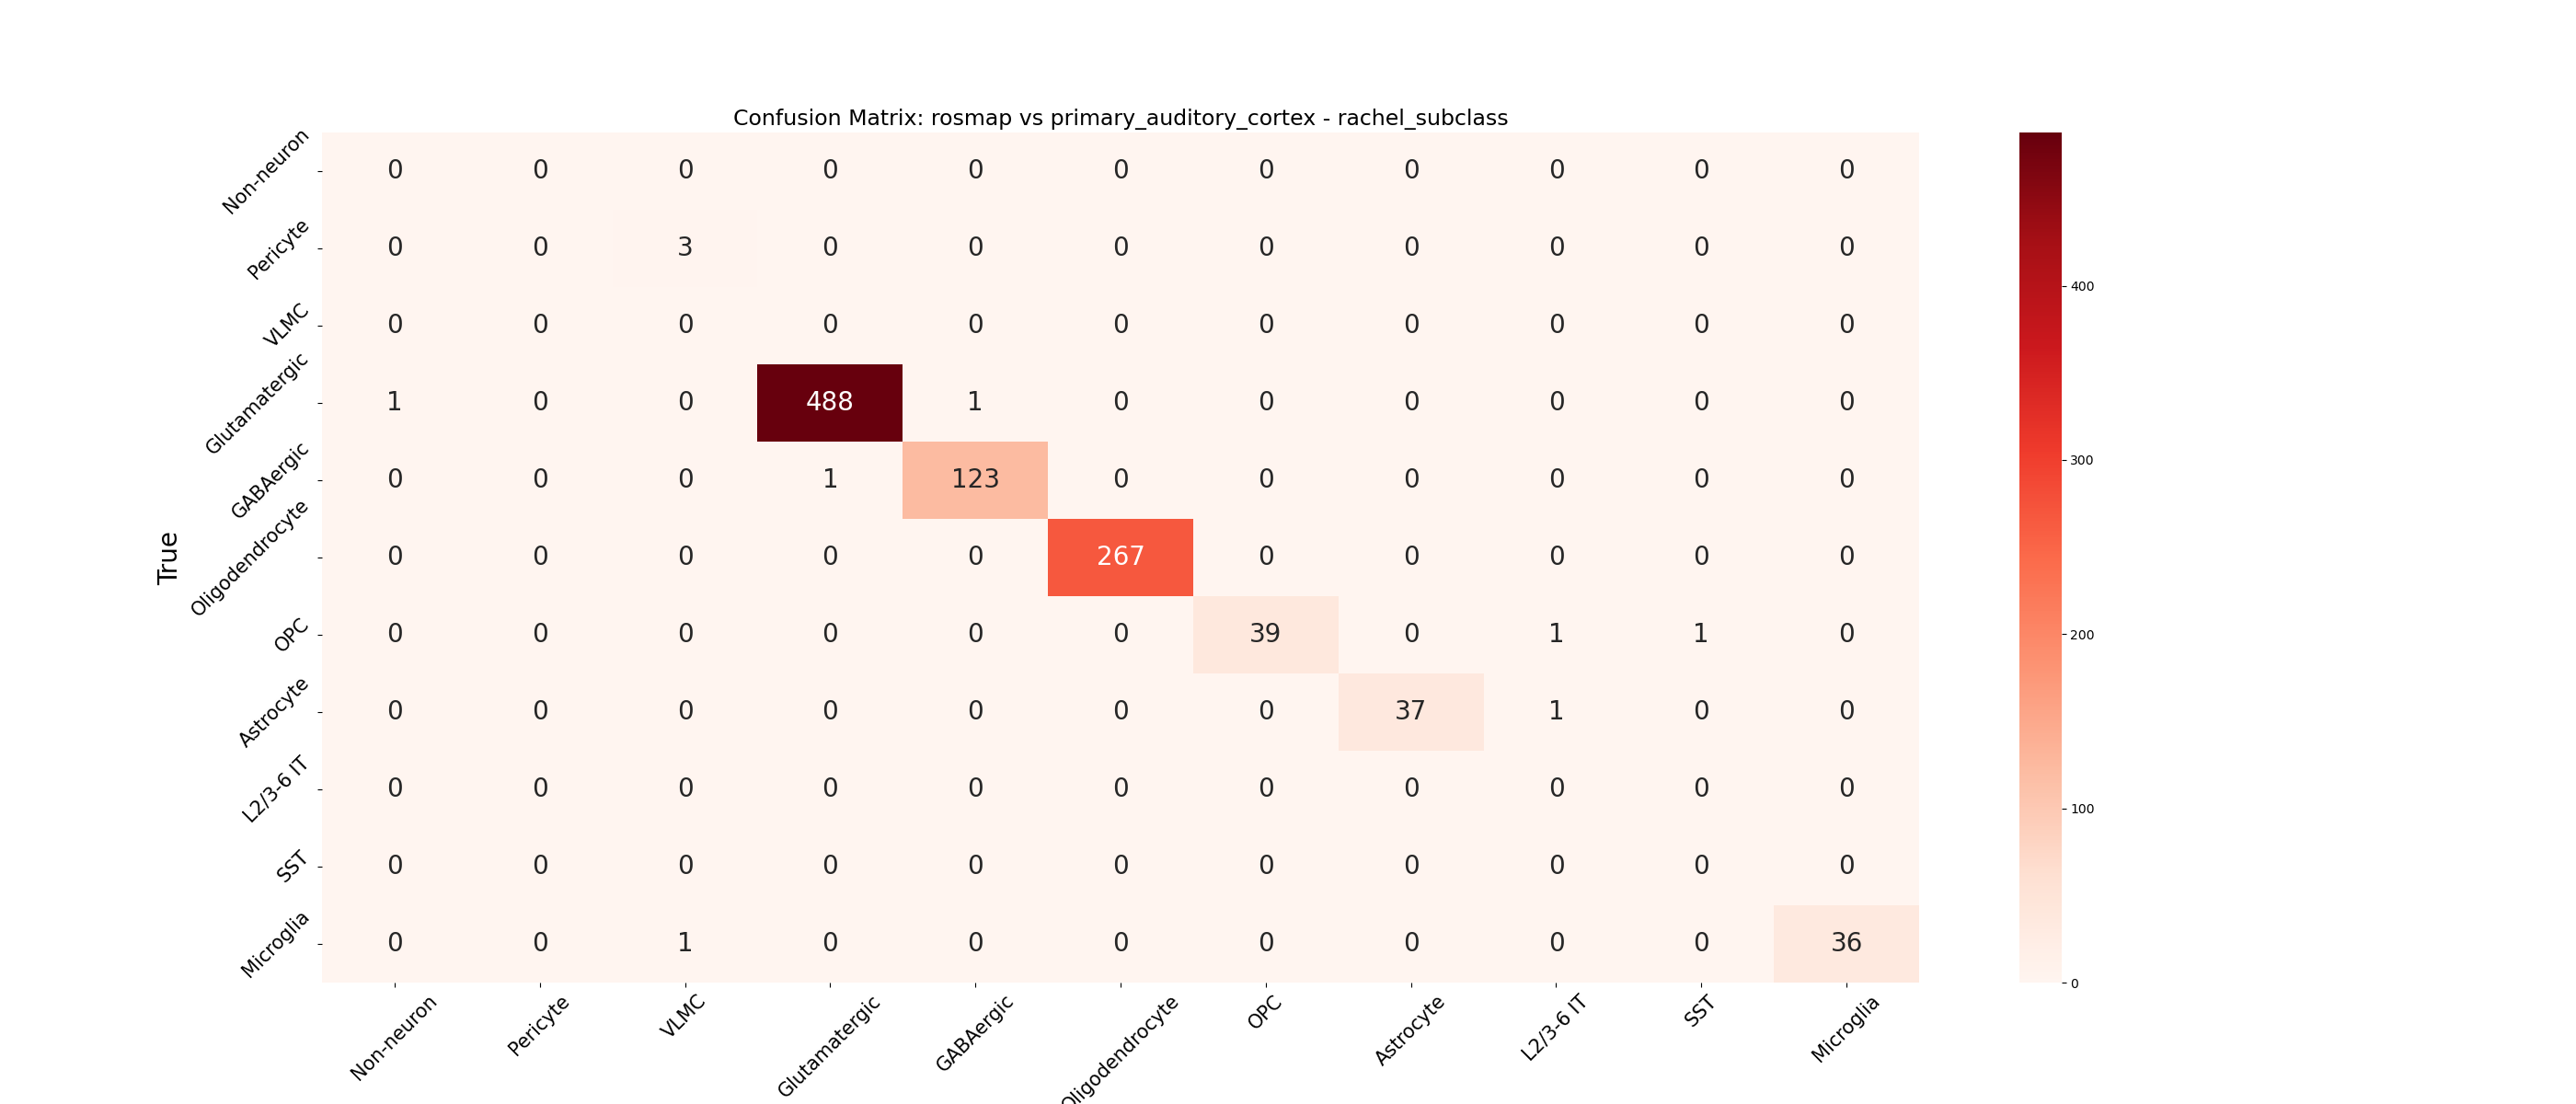 Confusion Matrix: rosmap vs primary_auditory_cortex - rachel_subclass
True
Non-neuron 0 0 0 0 0 0 0 0 0 0 0
Pericyte 0 0 3 0 0 0 0 0 0 0 0
VLMC 0 0 0 0 0 0 0 0 0 0 0
Glutamatergic 1 0 0 488 1 0 0 0 0 0 0
GABAergic 0 0 0 1 123 0 0 0 0 0 0
Oligodendrocyte 0 0 0 0 0 267 0 0 0 0 0
OPC 0 0 0 0 0 0 39 0 1 1 0
Astrocyte 0 0 0 0 0 0 0 37 1 0 0
L2/3-6 IT 0 0 0 0 0 0 0 0 0 0 0
SST 0 0 0 0 0 0 0 0 0 0 0
Microglia 0 0 1 0 0 0 0 0 0 0 36
Non-neuron Pericyte VLMC Glutamatergic GABAergic Oligodendrocyte OPC Astrocyte L2/3-6 IT SST Microglia
400
300
200
100
0